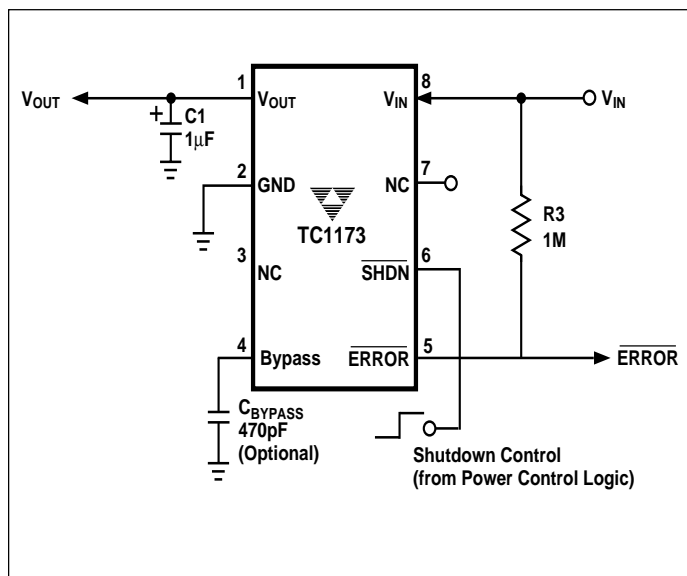 1
8
VOUT
VOUT
VIN
VIN
+
C1
1µF
2
GND
7
NC
R3
1M
TC1173
3
NC
6
SHDN
4
Bypass
5
ERROR
ERROR
CBYPASS
470pF
(Optional)
Shutdown Control
(from Power Control Logic)